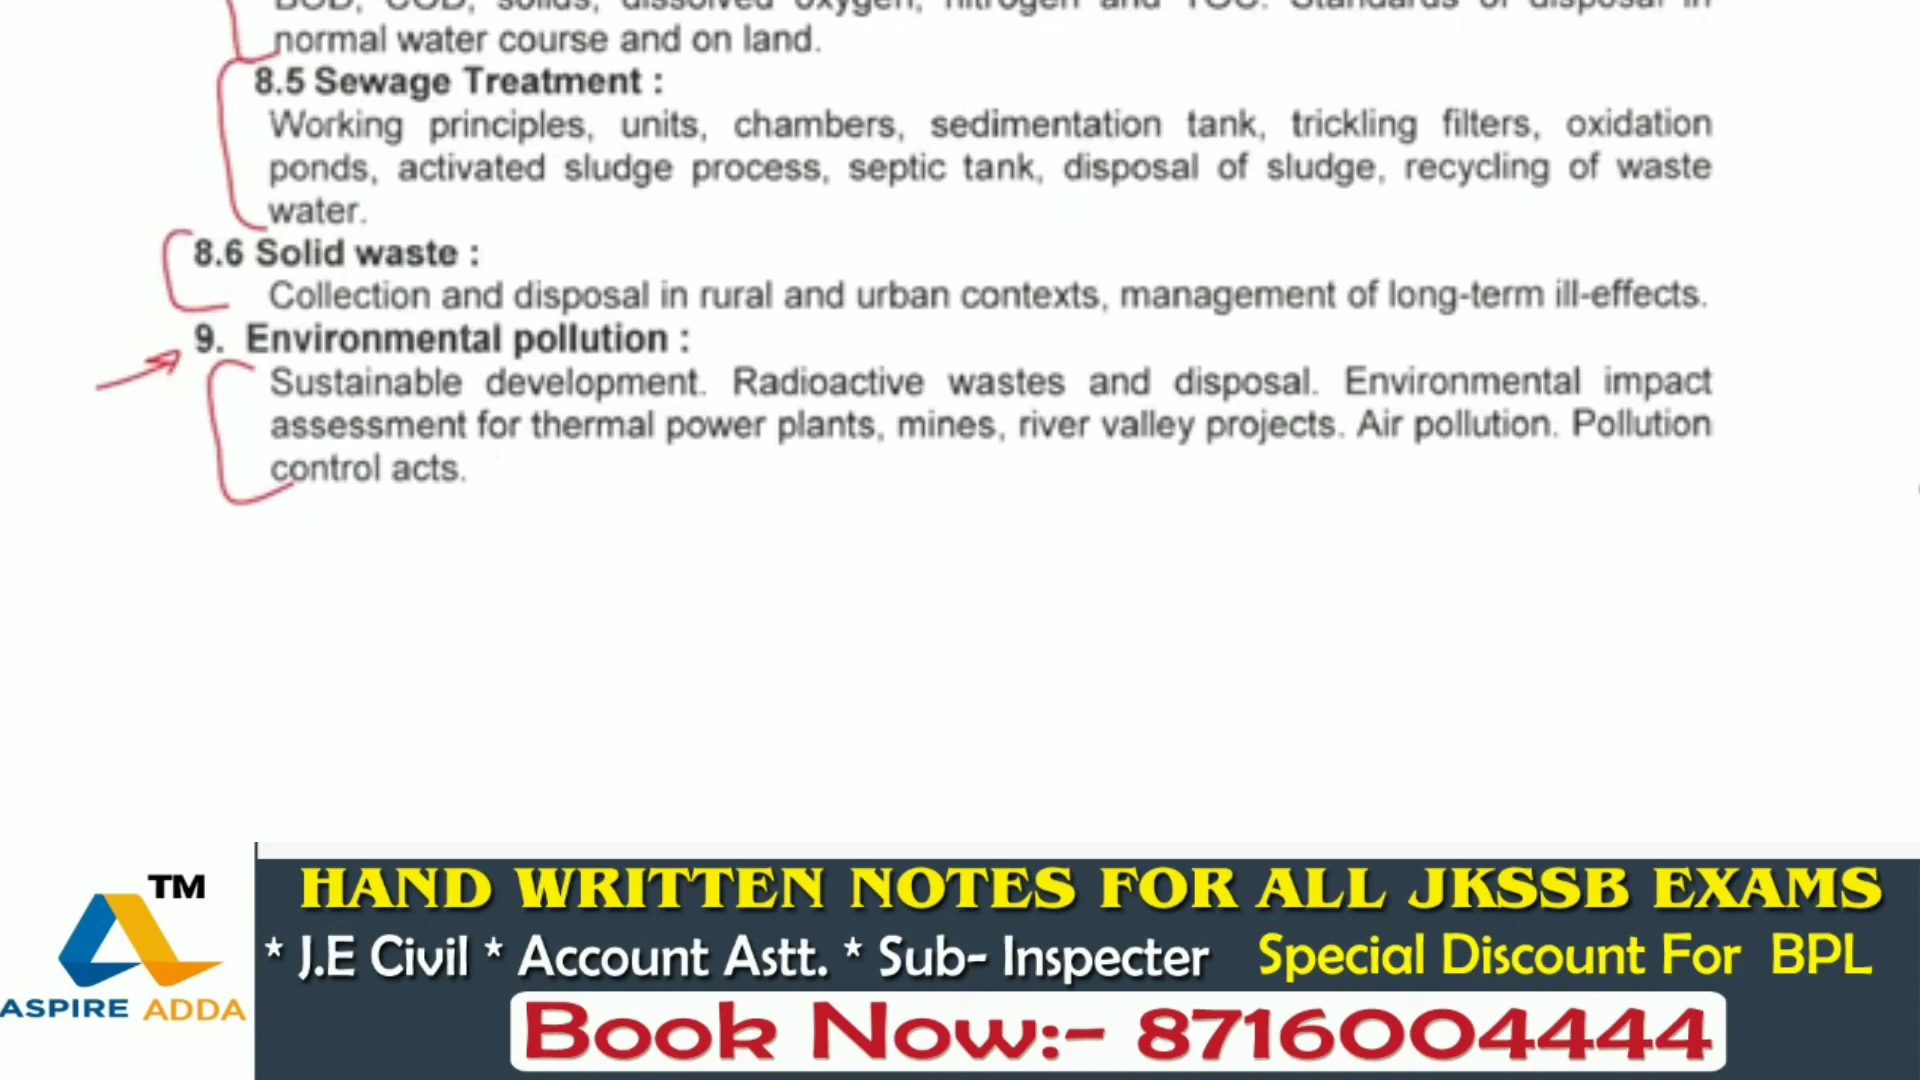 BOD, COD, solids, dissolved oxygen, nitrogen and TOC. Standards of disposal in
normal water course and on land.
8.5 Sewage Treatment :
Working principles, units, chambers, sedimentation tank, trickling filters, oxidation
ponds, activated sludge process, septic tank, disposal of sludge, recycling of waste
water.
8.6 Solid waste :
Collection and disposal in rural and urban contexts, management of long-term ill-effects.
9. Environmental pollution :
Sustainable development. Radioactive wastes and disposal. Environmental impact
assessment for thermal power plants, mines, river valley projects. Air pollution. Pollution
control acts.
TM
ASPIRE ADDA
HAND WRITTEN NOTES FOR ALL JKSSB EXAMS
* J.E Civil * Account Astt. * Sub- Inspecter Special Discount For BPL
Book Now:- 8716004444